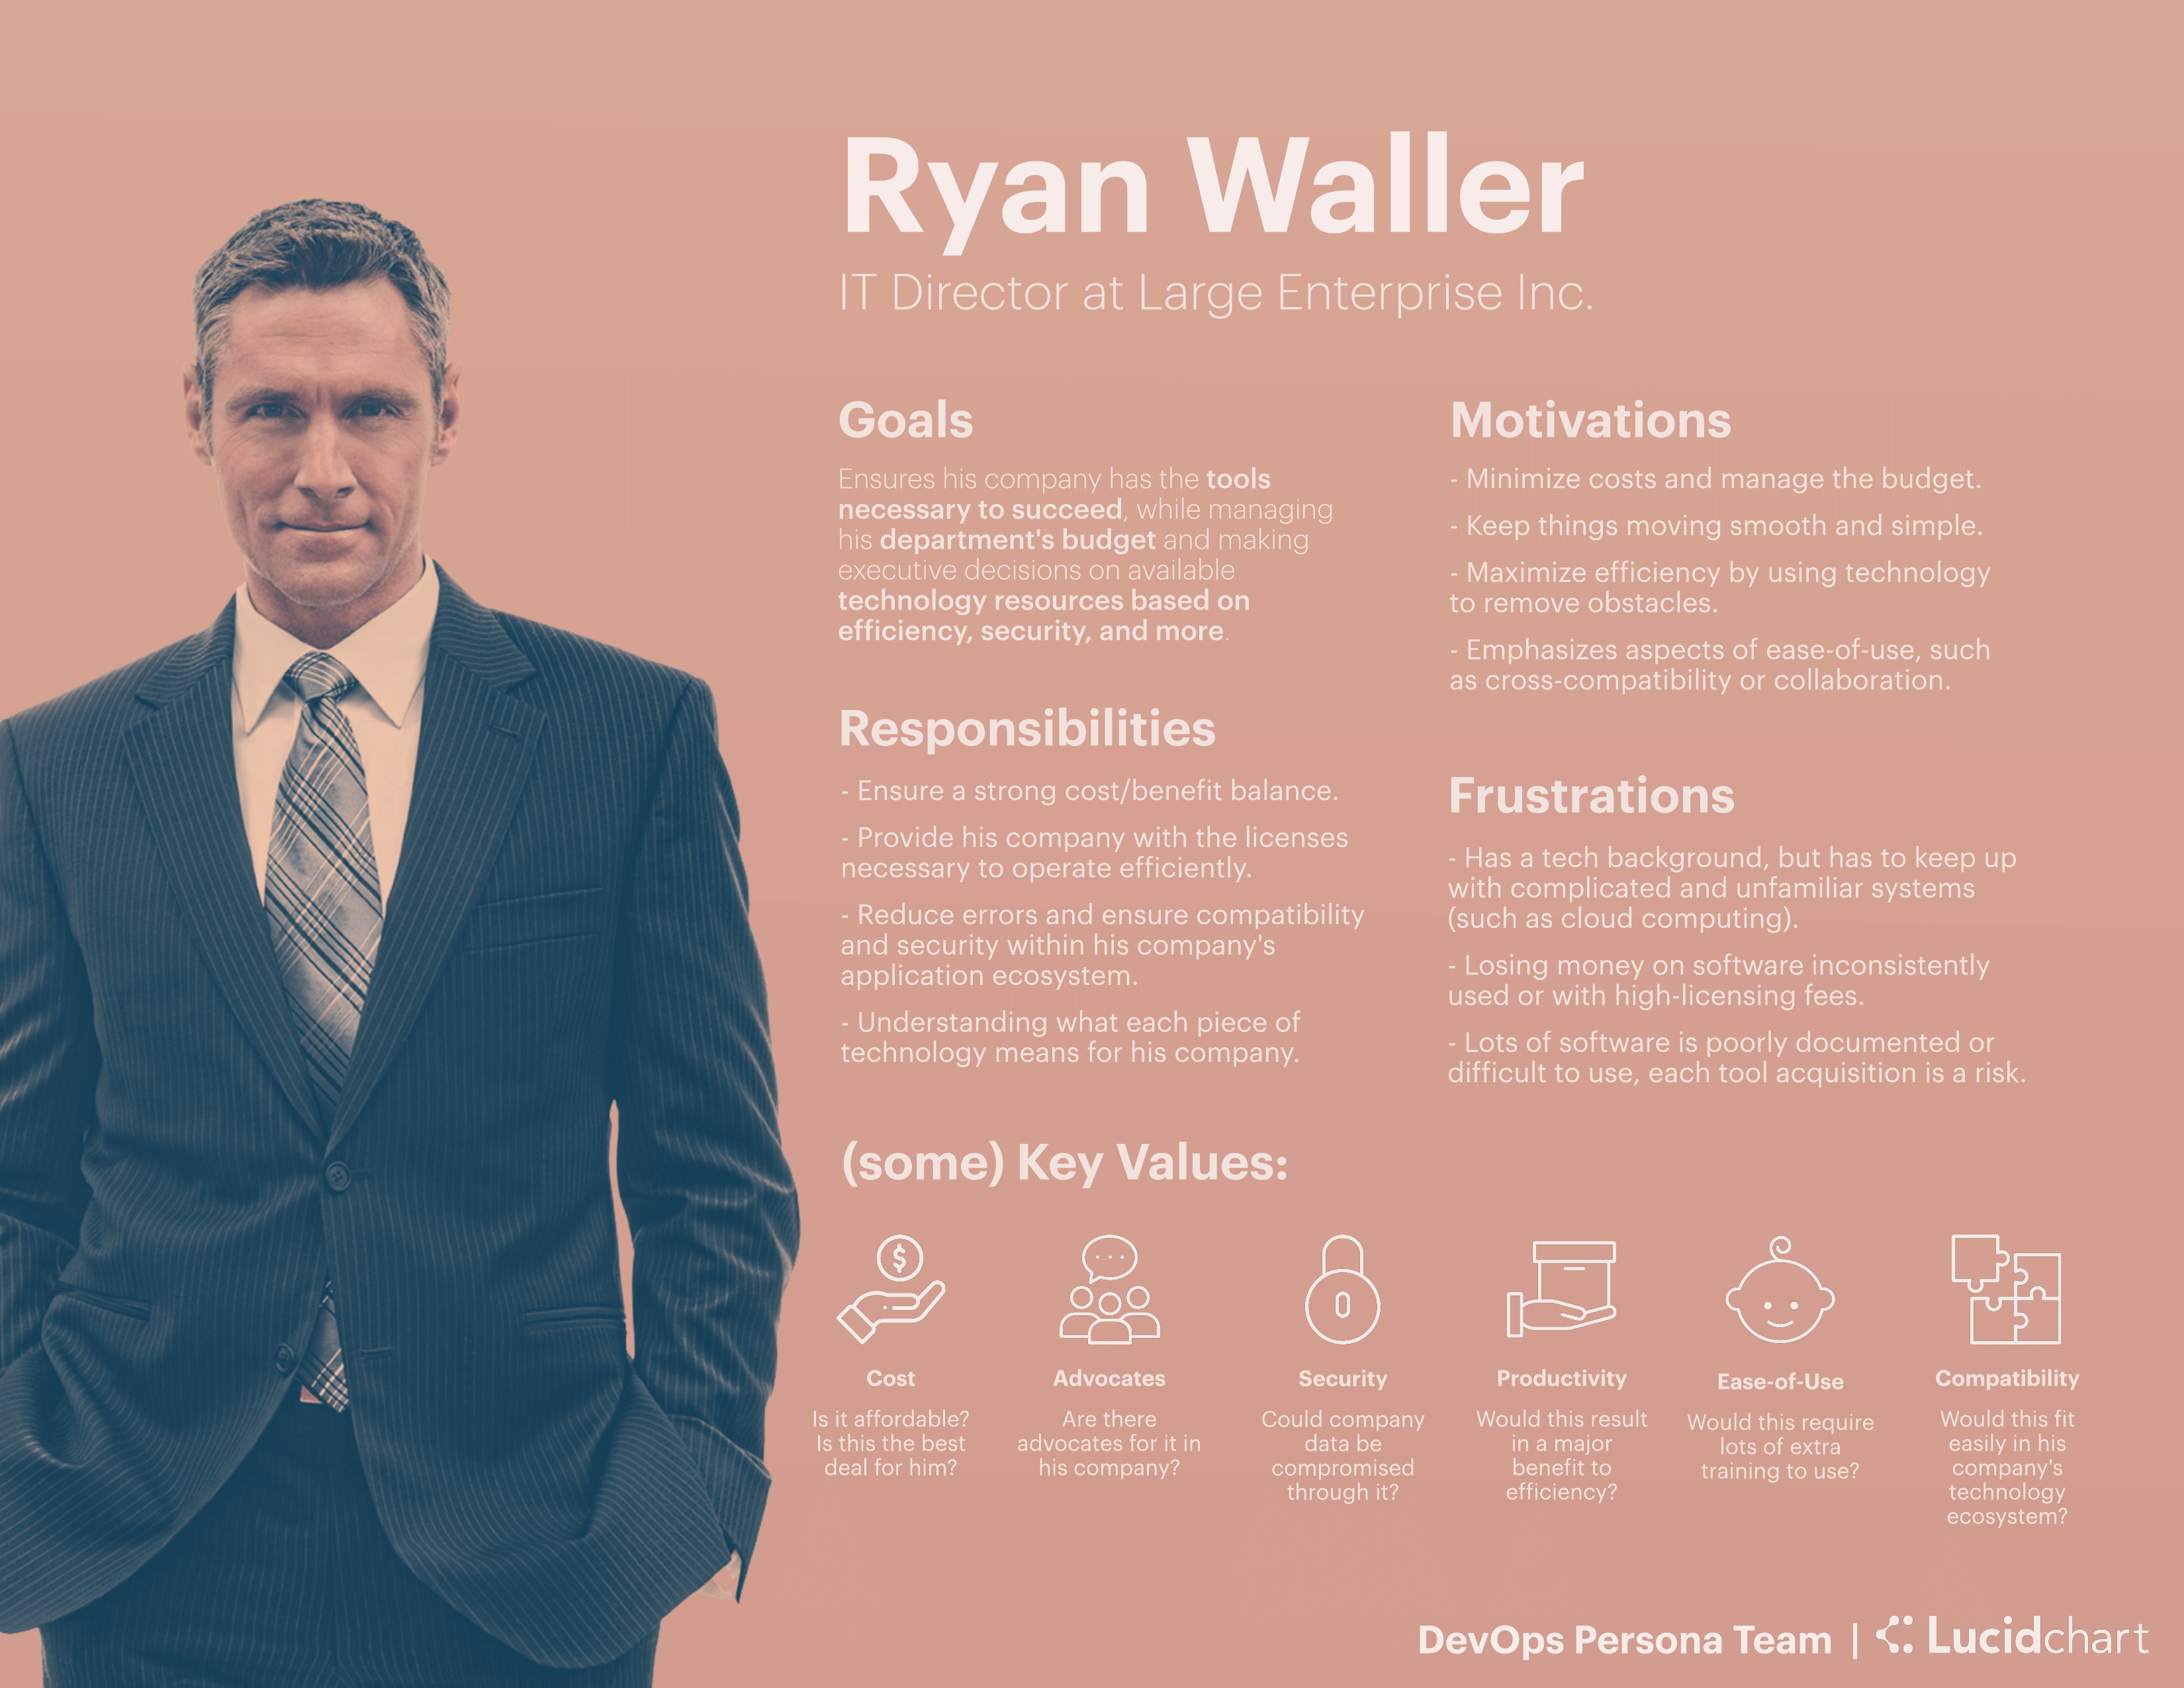 Ryan Waller
IT Director at Large Enterprise Inc.
Goals
Ensures his company has the tools
necessary to succeed, while managing
his department's budget and making
executive decisions on available
technology resources based on
efficiency, security, and more.
Responsibilities
- Ensure a strong cost/benefit balance.
- Provide his company with the licenses
necessary to operate efficiently.
- Reduce errors and ensure compatibility
and security within his company's
application ecosystem.
- Understanding what each piece of
technology means for his company.
Motivations
- Minimize costs and manage the budget.
- Keep things moving smooth and simple.
- Maximize efficiency by using technology
to remove obstacles.
- Emphasizes aspects of ease-of-use, such
as cross-compatibility or collaboration.
Frustrations
- Has a tech background, but has to keep up
with complicated and unfamiliar systems
(such as cloud computing).
- Losing money on software inconsistently
used or with high-licensing fees.
- Lots of software is poorly documented or
difficult to use, each tool acquisition is a risk.
(some) Key Values:
$
Cost
Is it affordable?
Is this the best
deal for him?
Advocates
Are there
advocates for it in
his company?
Security
Could company
data be
compromised
through it?
Productivity
Would this result
in a major
benefit to
efficiency?
Ease-of-Use
Would this require
lots of extra
training to use?
Compatibility
Would this fit
easily in his
company's
technology
ecosystem?
DevOps Persona Team | Lucidchart